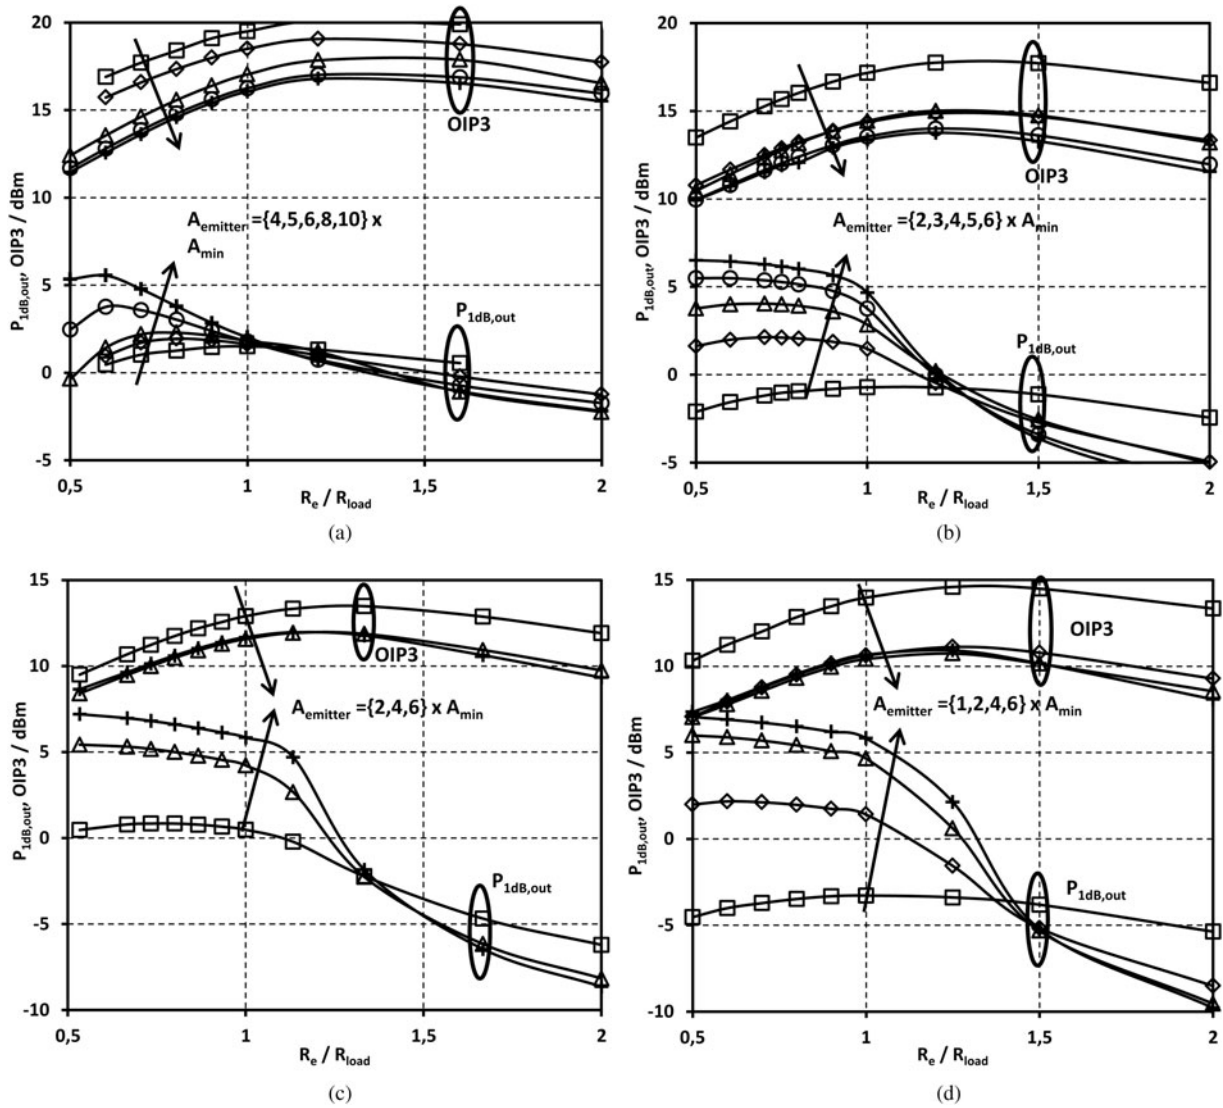 20
15
10
5
0
-5
0,5
1
1,5
2
P1dB,out, OIP3 / dBm
Re / Rload
OIP3
Aemitter ={4,5,6,8,10} x
Amin
P1dB,out
(a)
20
15
10
5
0
-5
0,5
1
1,5
2
P1dB,out, OIP3 / dBm
Re / Rload
OIP3
Aemitter ={2,3,4,5,6} x Amin
P1dB,out
(b)
15
10
5
0
-5
-10
0,5
1
1,5
2
P1dB,out, OIP3 / dBm
Re / Rload
OIP3
Aemitter ={2,4,6} x Amin
P1dB,out
(c)
15
10
5
0
-5
-10
0,5
1
1,5
2
P1dB,out, OIP3 / dBm
Re / Rload
OIP3
Aemitter ={1,2,4,6} x Amin
P1dB,out
(d)